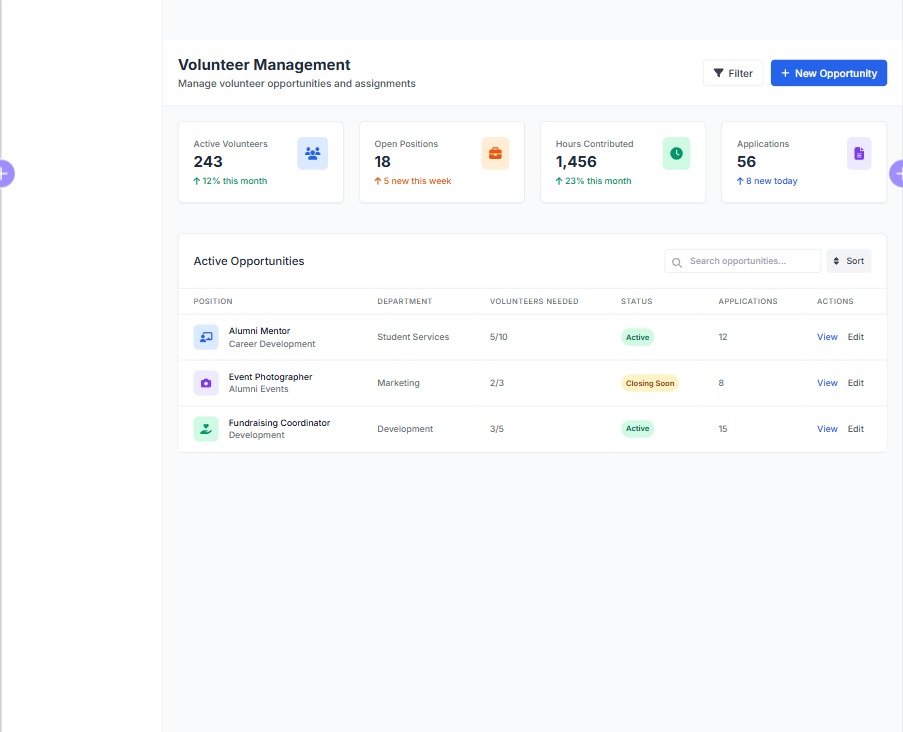 Volunteer Management
Manage volunteer opportunities and assignments
Filter
+ New Opportunity
Active Volunteers
243
↑ 12% this month
Open Positions
18
↑ 5 new this week
Hours Contributed
1,456
↑ 23% this month
Applications
56
↑ 8 new today
Active Opportunities
Search opportunities...
Sort
POSITION DEPARTMENT VOLUNTEERS NEEDED STATUS APPLICATIONS ACTIONS
Alumni Mentor
Career Development
Student Services 5/10 Active 12 View Edit
Event Photographer
Alumni Events
Marketing 2/3 Closing Soon 8 View Edit
Fundraising Coordinator
Development
Development 3/5 Active 15 View Edit